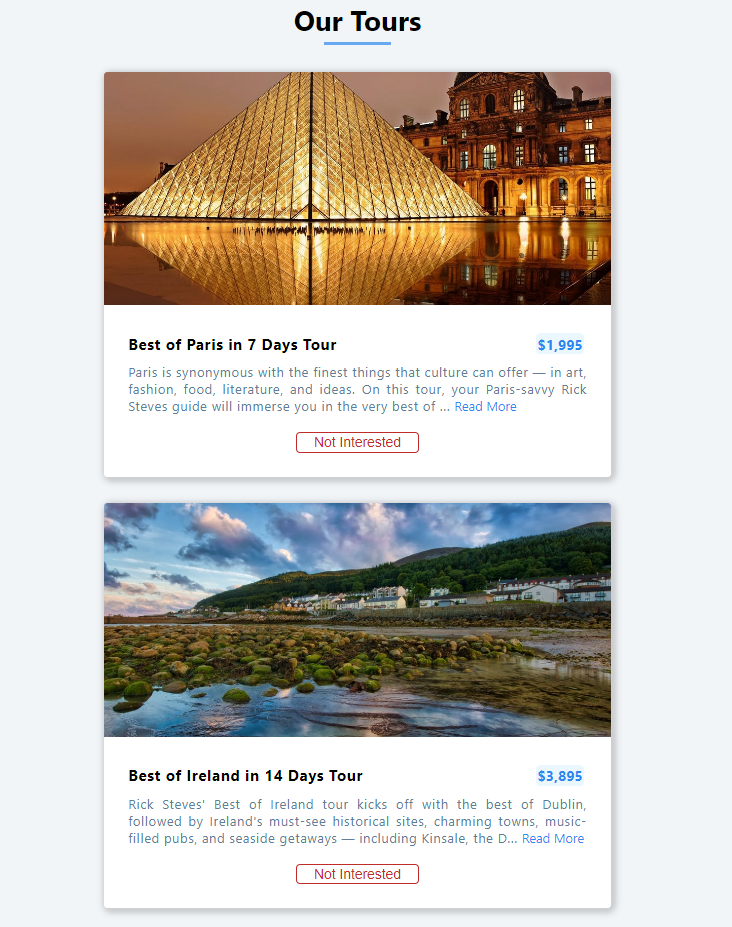 Our Tours
Best of Paris in 7 Days Tour
$1,995
Paris is synonymous with the finest things that culture can offer — in art,
fashion, food, literature, and ideas. On this tour, your Paris-savvy Rick
Steves guide will immerse you in the very best of ... Read More
Not Interested
Best of Ireland in 14 Days Tour
$3,895
Rick Steves' Best of Ireland tour kicks off with the best of Dublin,
followed by Ireland's must-see historical sites, charming towns, music-
filled pubs, and seaside getaways — including Kinsale, the D... Read More
Not Interested